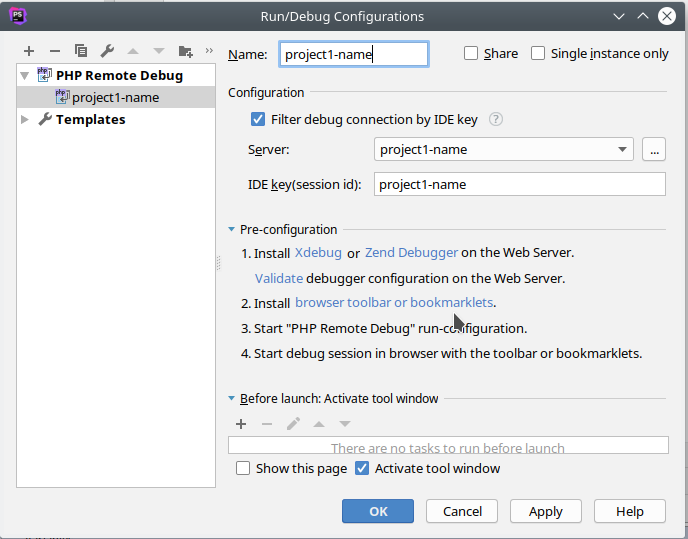 PS
Run/Debug Configurations
Name: project1-name
Share
Single instance only
PHP Remote Debug
project1-name
Templates
Configuration
Filter debug connection by IDE key ?
Server: project1-name ...
IDE key(session id): project1-name
Pre-configuration
1. Install Xdebug or Zend Debugger on the Web Server.
Validate debugger configuration on the Web Server.
2. Install browser toolbar or bookmarklets.
3. Start "PHP Remote Debug" run-configuration.
4. Start debug session in browser with the toolbar or bookmarklets.
Before launch: Activate tool window
There are no tasks to run before launch
Show this page
Activate tool window
OK
Cancel
Apply
Help